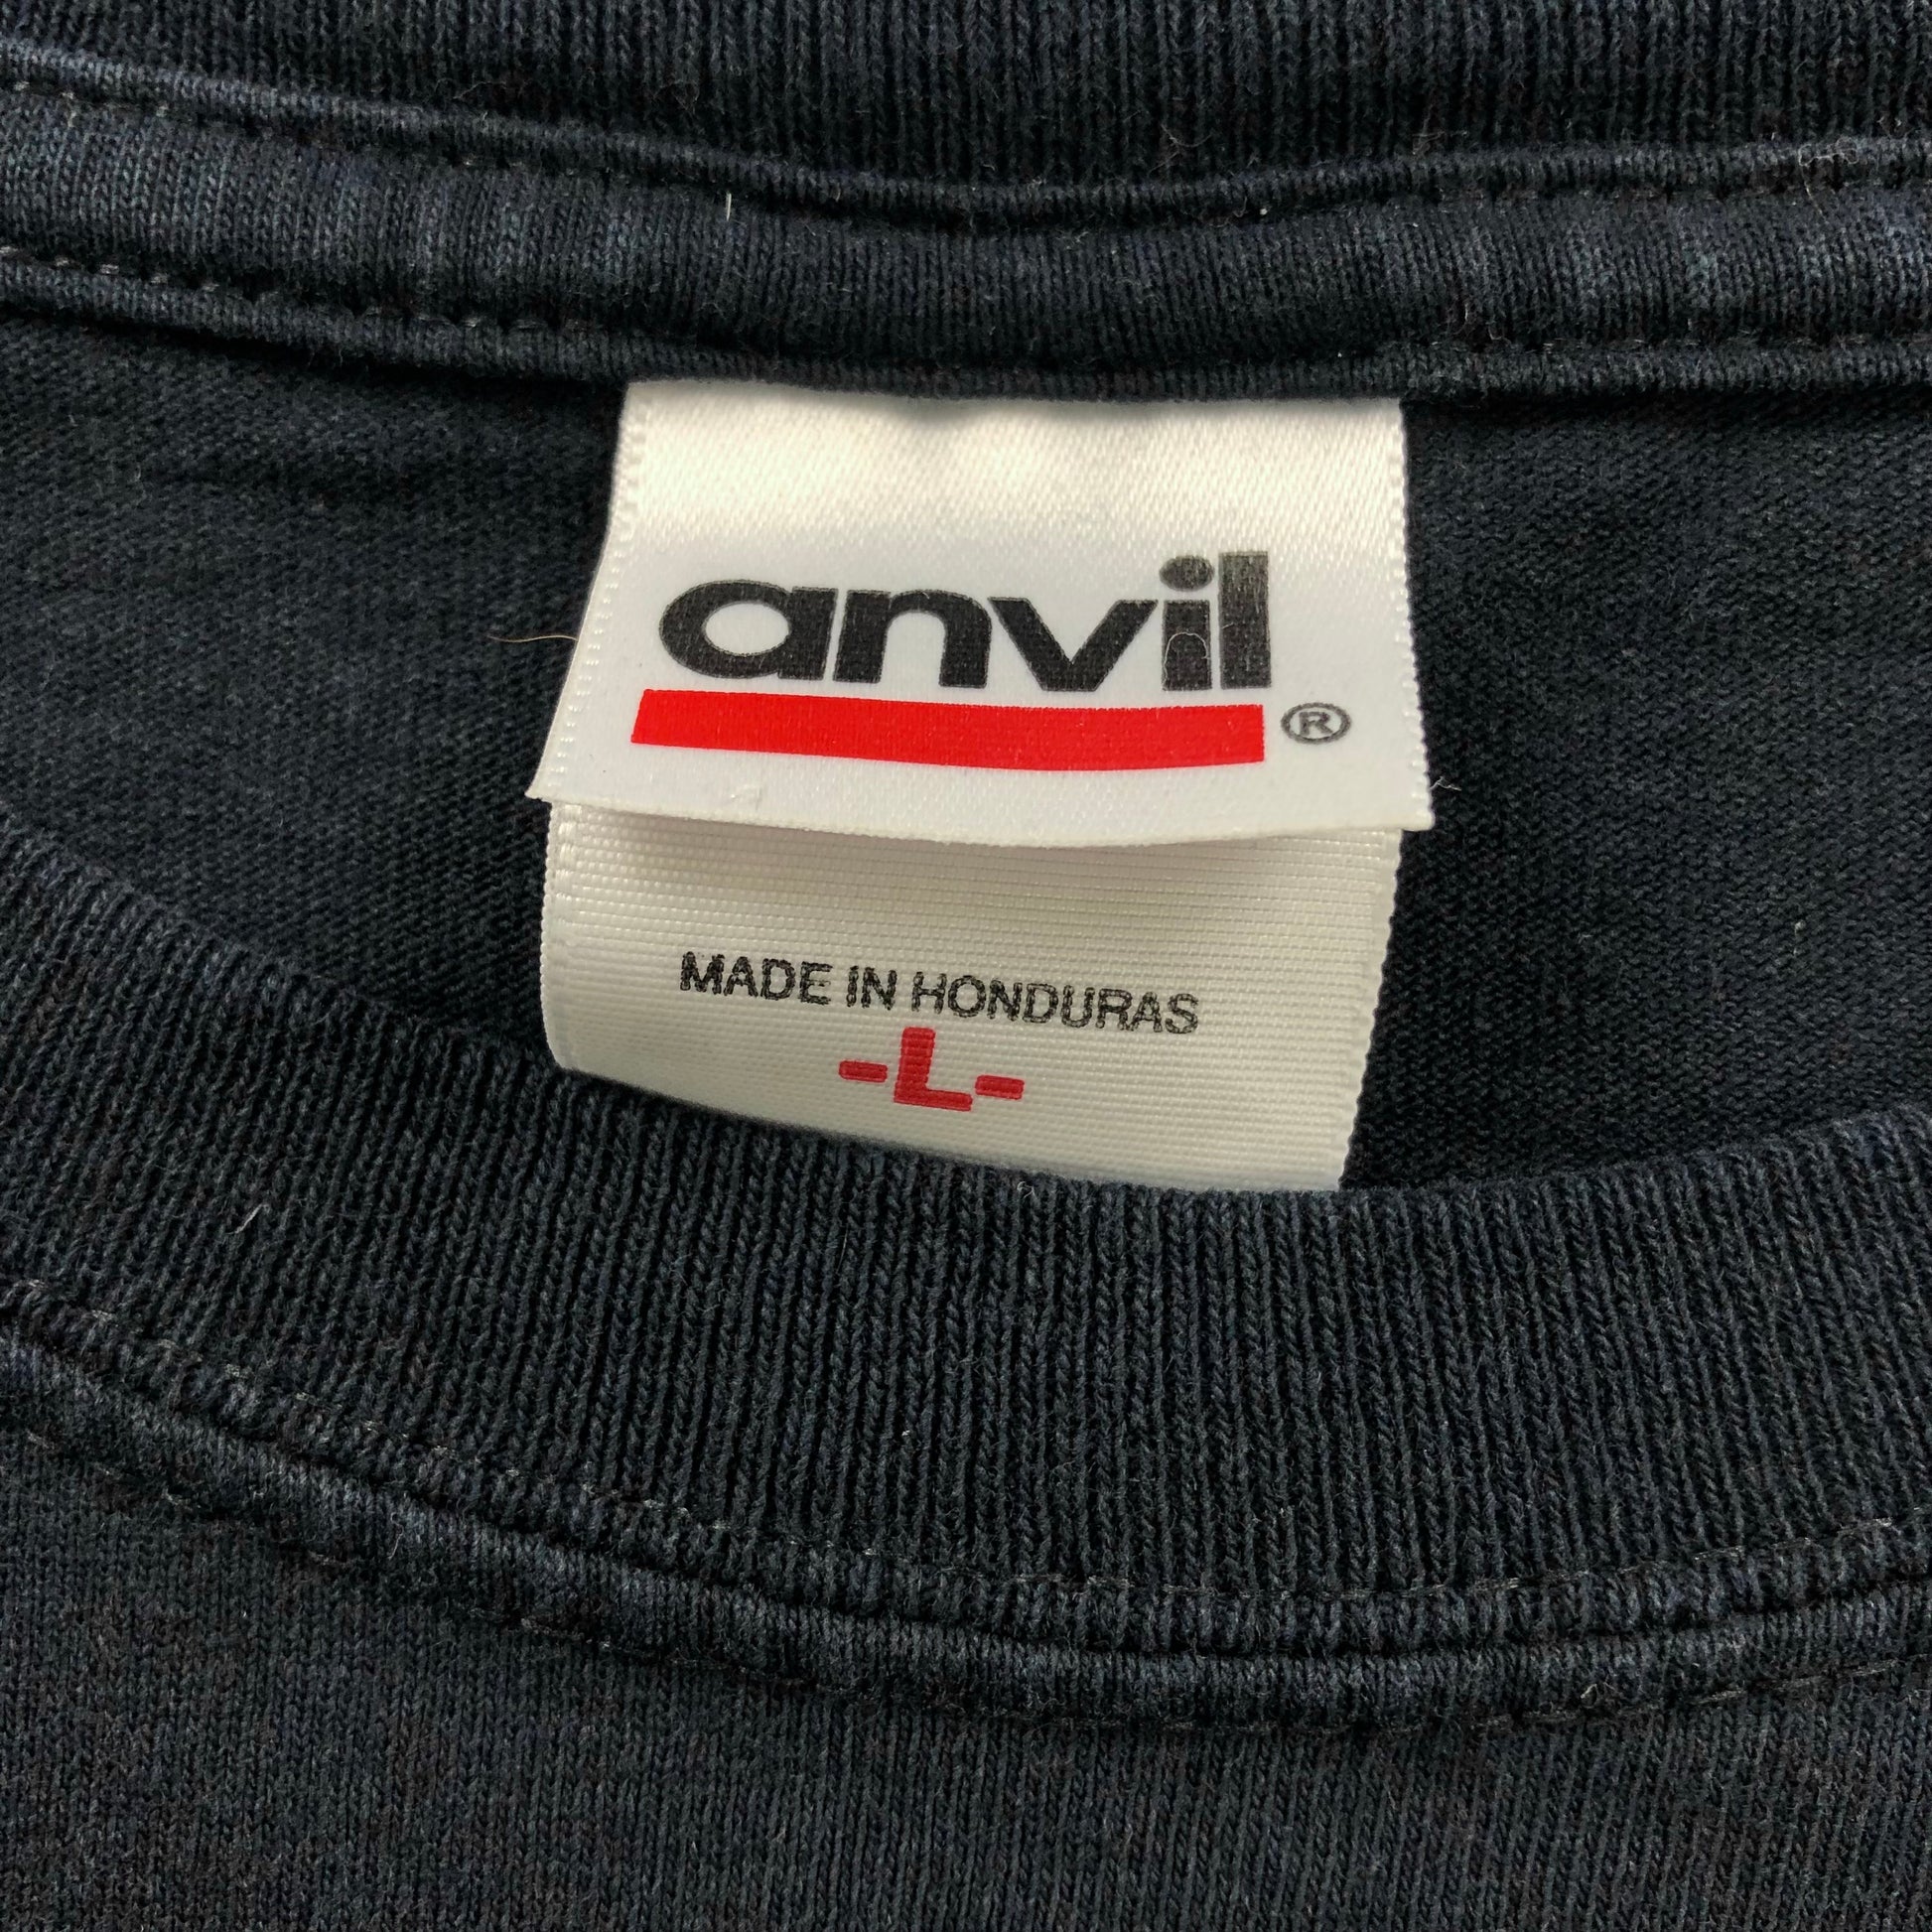 anvil®
MADE IN HONDURAS
-L-